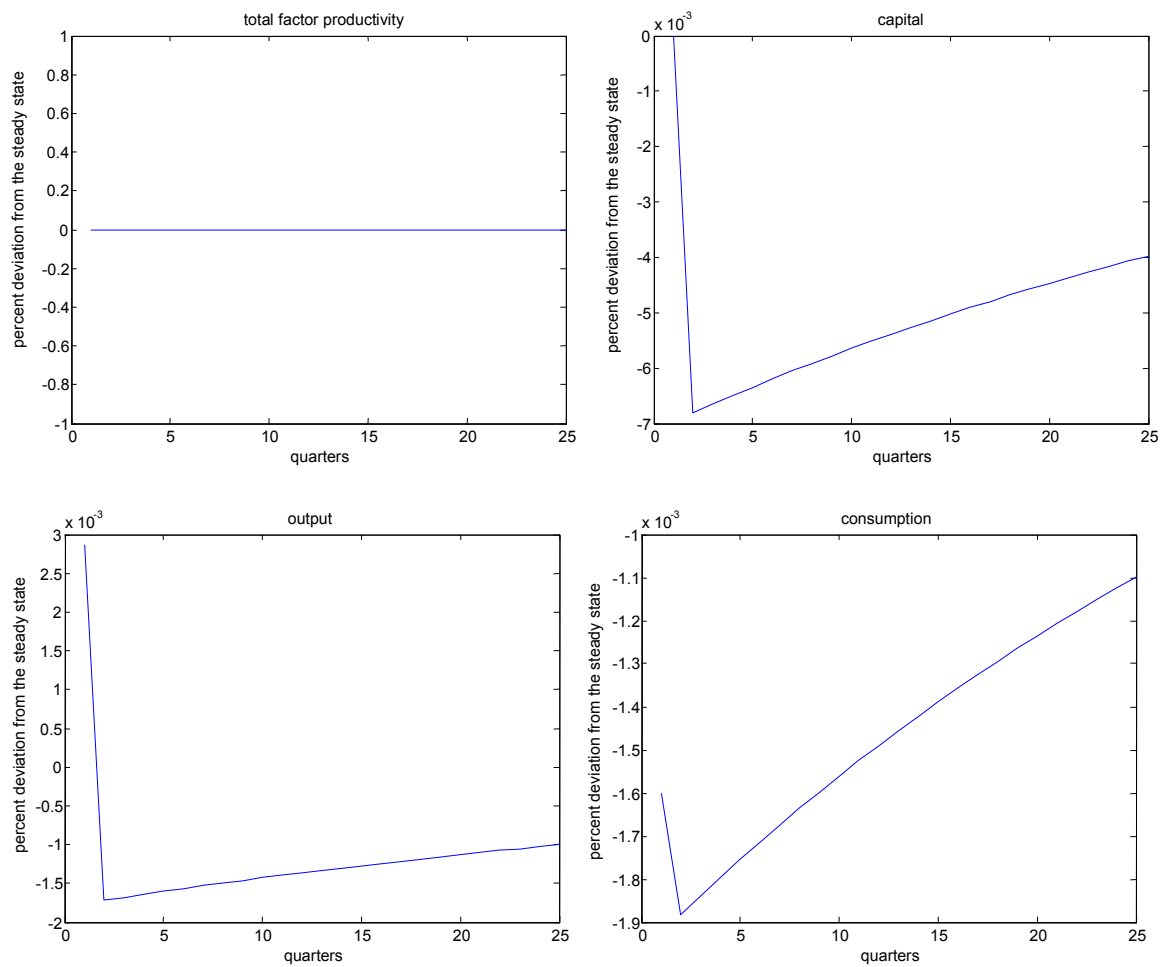 total factor productivity
percent deviation from the steady state
1
0.8
0.6
0.4
0.2
0
-0.2
-0.4
-0.6
-0.8
-1
0 5 10 15 20 25
quarters
capital
x 10-3
percent deviation from the steady state
0
-1
-2
-3
-4
-5
-6
-7
0 5 10 15 20 25
quarters
output
x 10-3
percent deviation from the steady state
3
2.5
2
1.5
1
0.5
0
-0.5
-1
-1.5
-2
0 5 10 15 20 25
quarters
consumption
x 10-3
percent deviation from the steady state
-1
-1.1
-1.2
-1.3
-1.4
-1.5
-1.6
-1.7
-1.8
-1.9
0 5 10 15 20 25
quarters